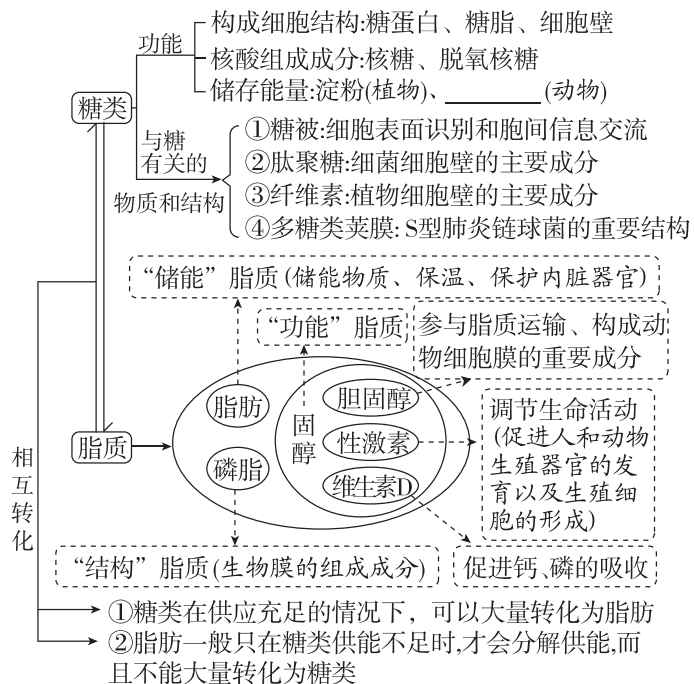 构成细胞结构:糖蛋白、糖脂、细胞壁
功能
核酸组成成分:核糖、脱氧核糖
储存能量:淀粉(植物)、________(动物)
糖类
与糖
有关的
物质和结构
①糖被:细胞表面识别和胞间信息交流
②肽聚糖:细菌细胞壁的主要成分
③纤维素:植物细胞壁的主要成分
④多糖类荚膜:S型肺炎链球菌的重要结构
“储能”脂质(储能物质、保温、保护内脏器官)
“功能”脂质
参与脂质运输、构成动
物细胞膜的重要成分
脂肪
固
醇
胆固醇
性激素
维生素D
磷脂
脂质
调节生命活动
(促进人和动物
生殖器官的发
育以及生殖细
胞的形成)
相
互
转
化
“结构”脂质(生物膜的组成成分)
促进钙、磷的吸收
①糖类在供应充足的情况下，可以大量转化为脂肪
②脂肪一般只在糖类供能不足时,才会分解供能,而
且不能大量转化为糖类